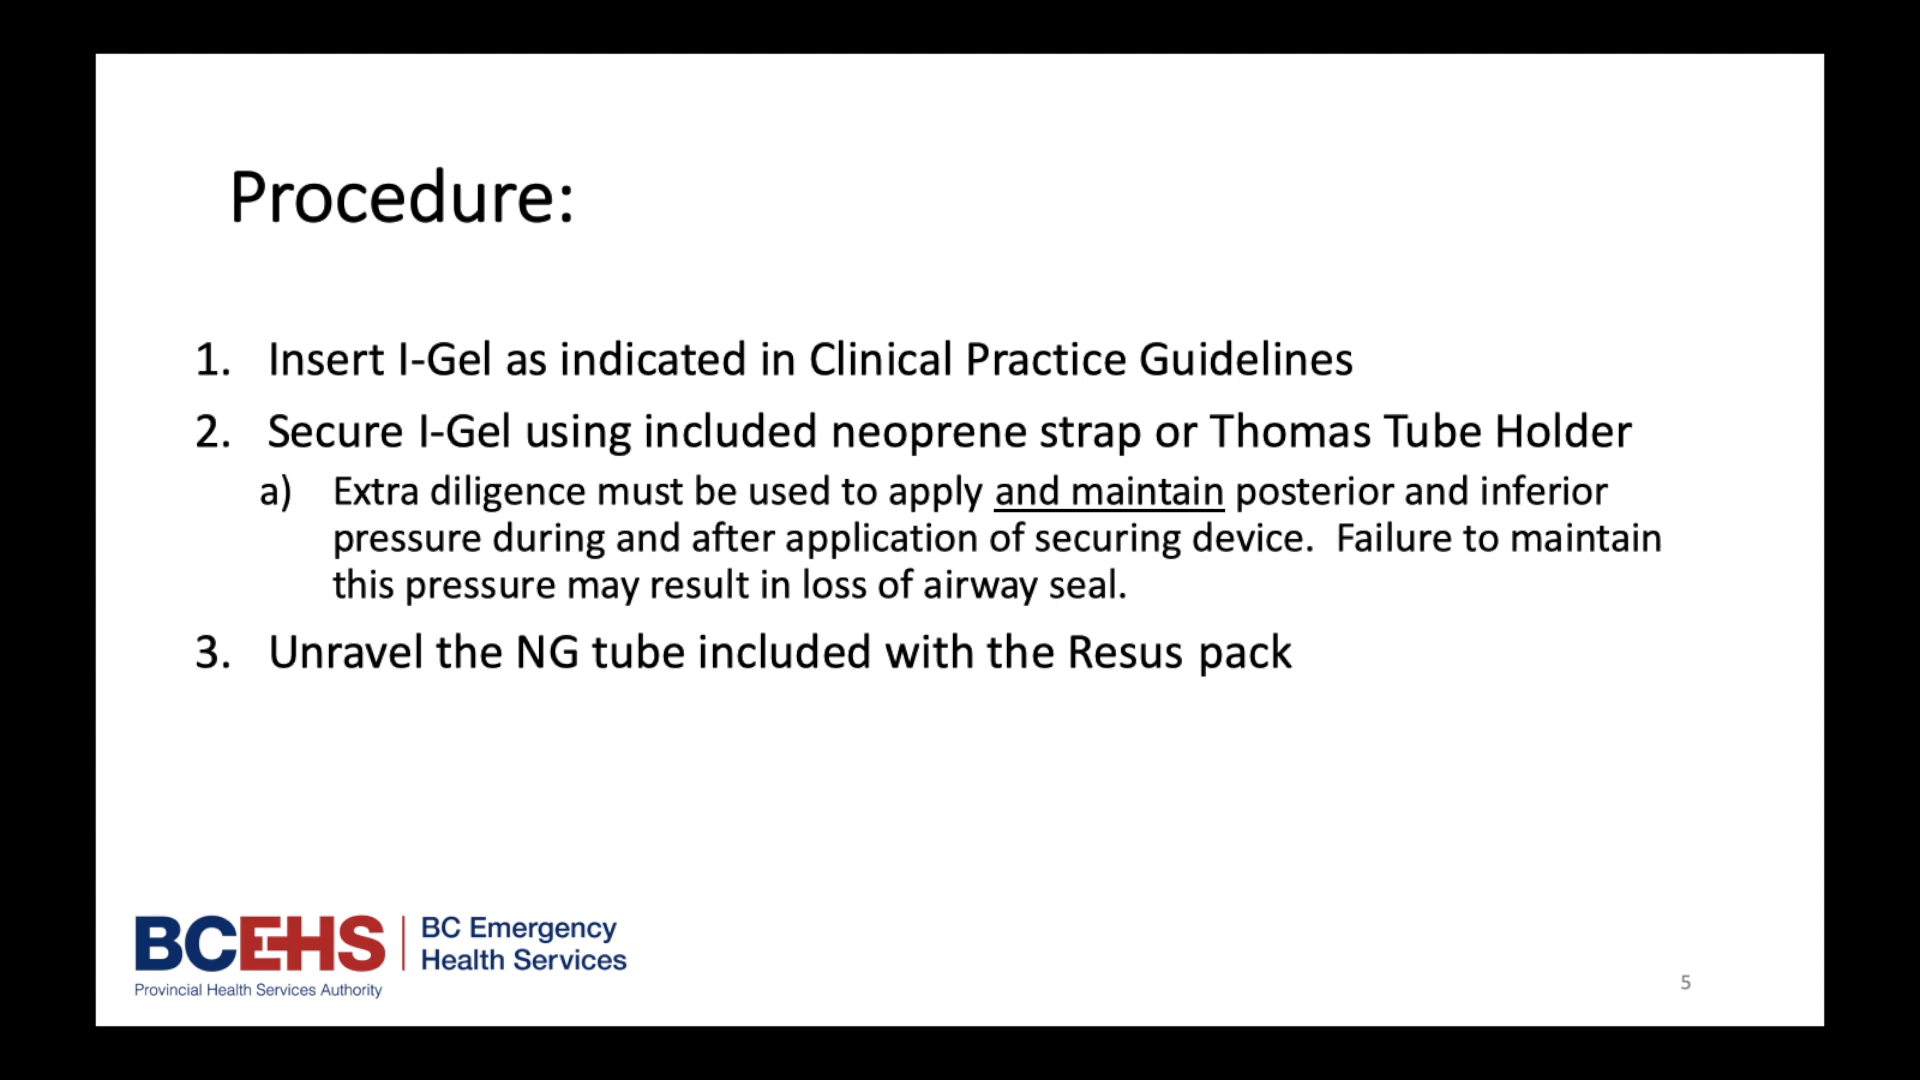 Procedure:
1. Insert I-Gel as indicated in Clinical Practice Guidelines
2. Secure I-Gel using included neoprene strap or Thomas Tube Holder
a) Extra diligence must be used to apply and maintain posterior and inferior
pressure during and after application of securing device.  Failure to maintain
this pressure may result in loss of airway seal.
3. Unravel the NG tube included with the Resus pack
BCEHS
BC Emergency
Health Services
Provincial Health Services Authority
5